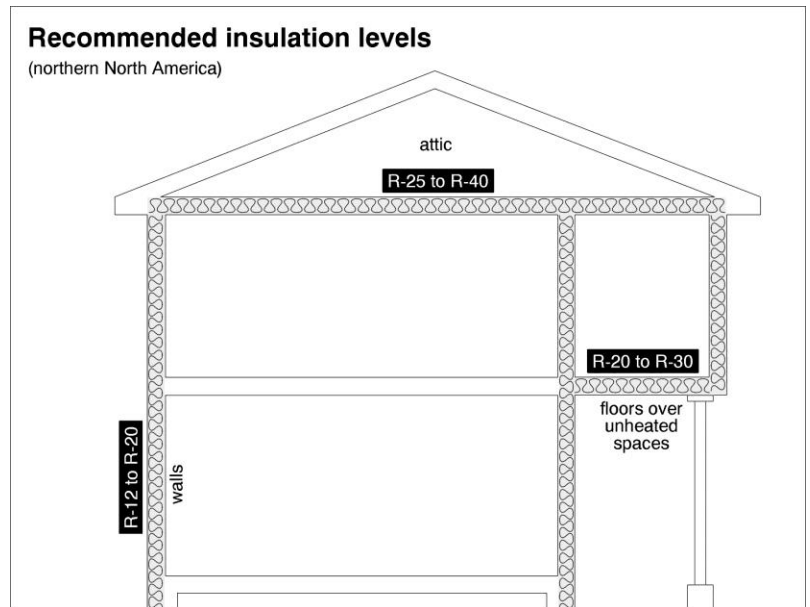 Recommended insulation levels
(northern North America)
attic
R-25 to R-40
R-20 to R-30
floors over
unheated
spaces
R-12 to R-20
walls